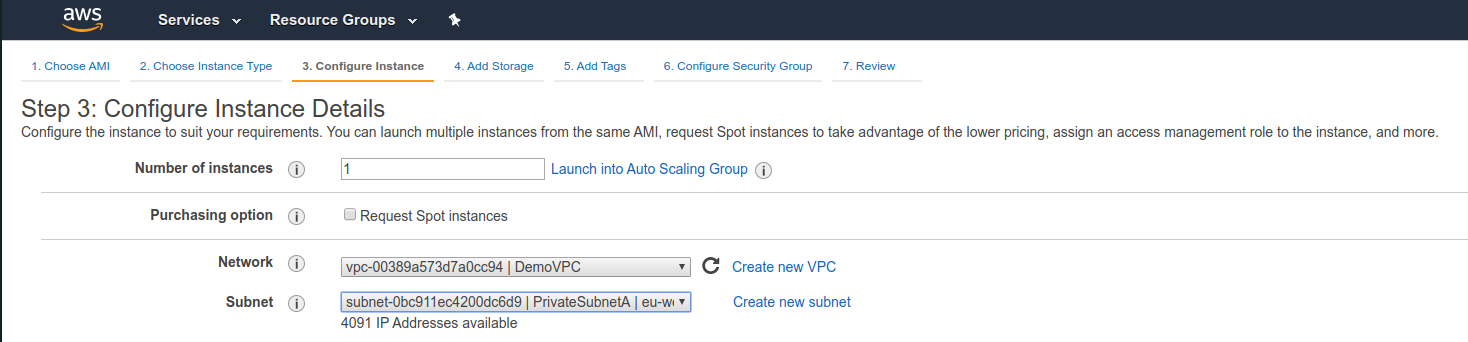 aws Services Resource Groups
1. Choose AMI 2. Choose Instance Type 3. Configure Instance 4. Add Storage 5. Add Tags 6. Configure Security Group 7. Review
Step 3: Configure Instance Details
Configure the instance to suit your requirements. You can launch multiple instances from the same AMI, request Spot instances to take advantage of the lower pricing, assign an access management role to the instance, and more.
Number of instances i 1 Launch into Auto Scaling Group i
Purchasing option i Request Spot instances
Network i vpc-00389a573d7a0cc94 | DemoVPC Create new VPC
Subnet i subnet-0bc911ec4200dc6d9 | PrivateSubnetA | eu-we Create new subnet
4091 IP Addresses available